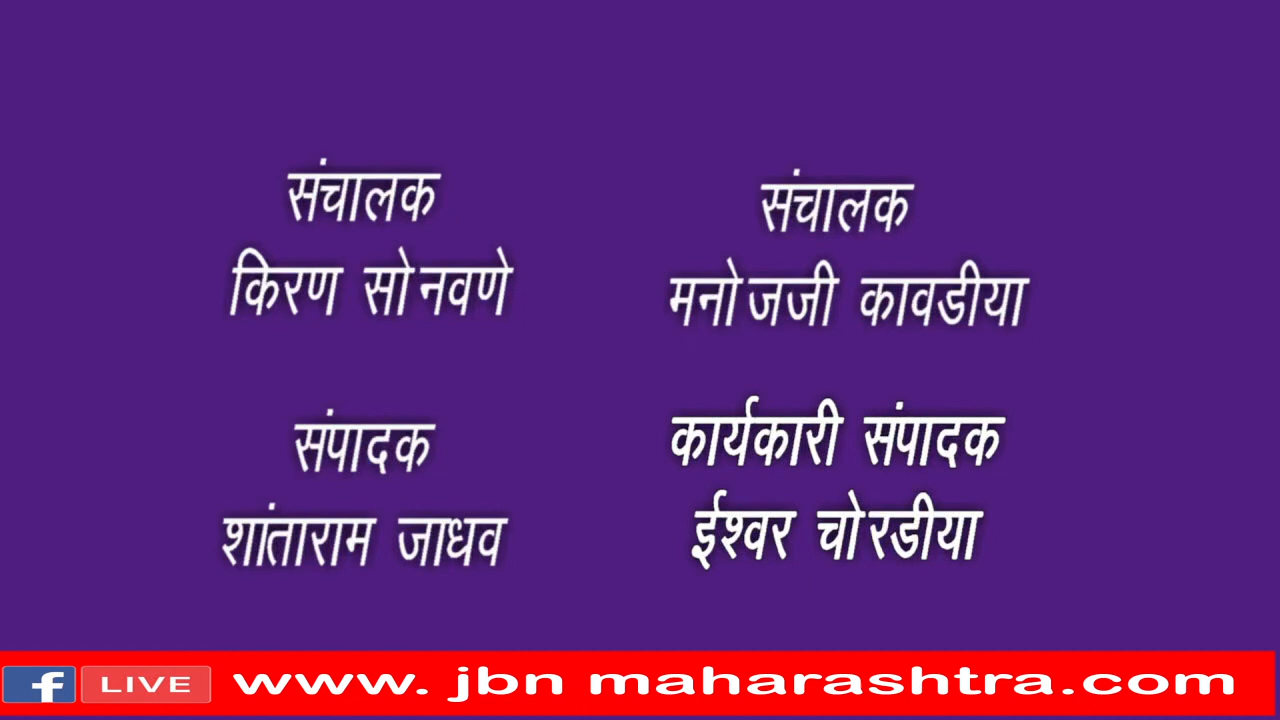 संचालक
किरण सोनवणे
संचालक
मनोजजी कावडीया
संपादक
शांताराम जाधव
कार्यकारी संपादक
ईश्वर चोरडीया
f LIVE www. jbn maharashtra.com